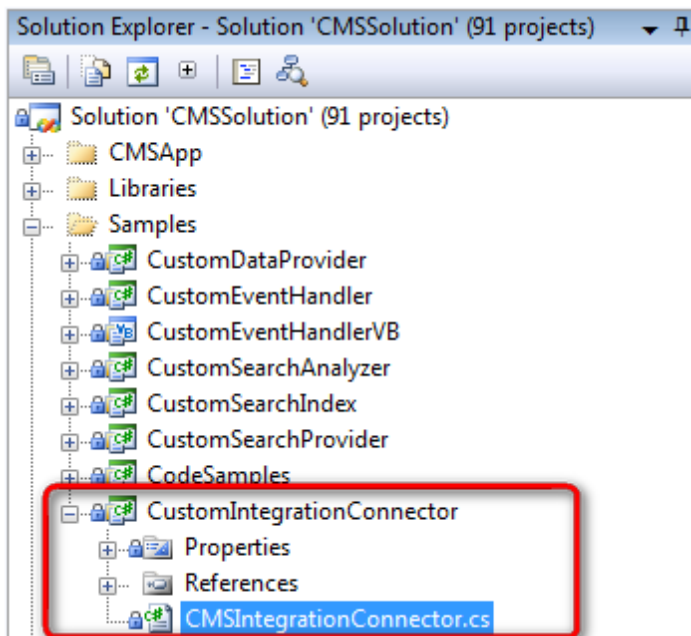 Solution Explorer - Solution 'CMSSolution' (91 projects)
Solution 'CMSSolution' (91 projects)
CMSApp
Libraries
Samples
CustomDataProvider
CustomEventHandler
CustomEventHandlerVB
CustomSearchAnalyzer
CustomSearchIndex
CustomSearchProvider
CodeSamples
CustomIntegrationConnector
Properties
References
CMSIntegrationConnector.cs